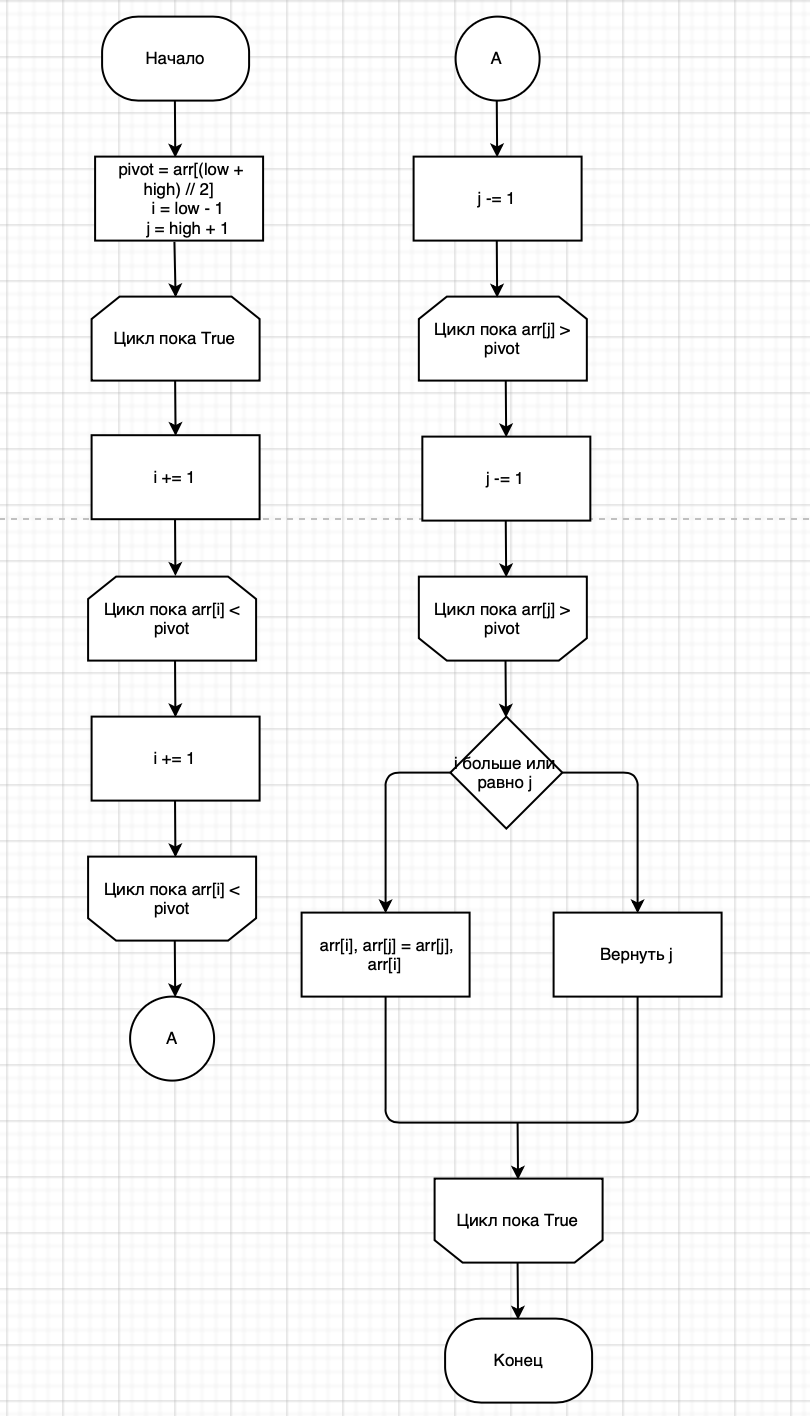 Начало
pivot = arr[(low +
high) // 2]
i = low - 1
j = high + 1
Цикл пока True
i += 1
Цикл пока arr[i] <
pivot
i += 1
Цикл пока arr[i] <
pivot
A
A
j -= 1
Цикл пока arr[j] >
pivot
j -= 1
Цикл пока arr[j] >
pivot
i больше или
равно j
arr[i], arr[j] = arr[j],
arr[i]
Вернуть j
Цикл пока True
Конец